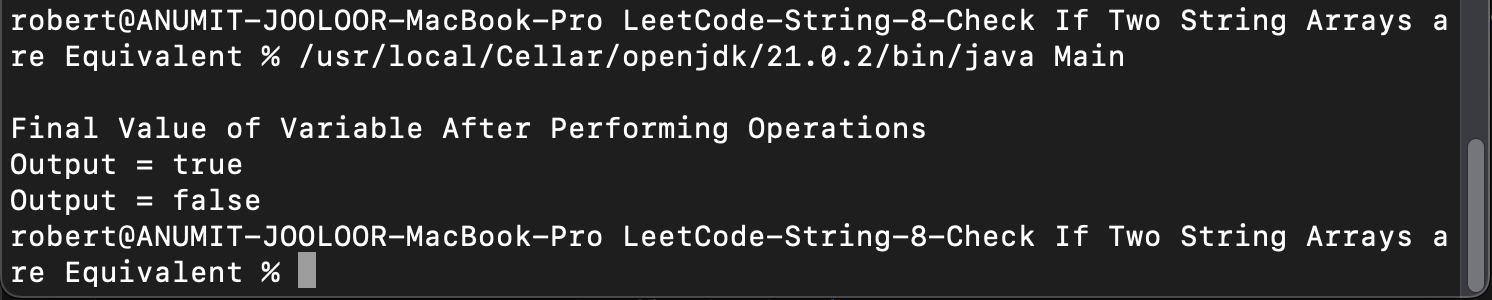 robert@ANUMIT-JOOLOOR-MacBook-Pro LeetCode-String-8-Check If Two String Arrays a
re Equivalent % /usr/local/Cellar/openjdk/21.0.2/bin/java Main
Final Value of Variable After Performing Operations
Output = true
Output = false
robert@ANUMIT-JOOLOOR-MacBook-Pro LeetCode-String-8-Check If Two String Arrays a
re Equivalent %